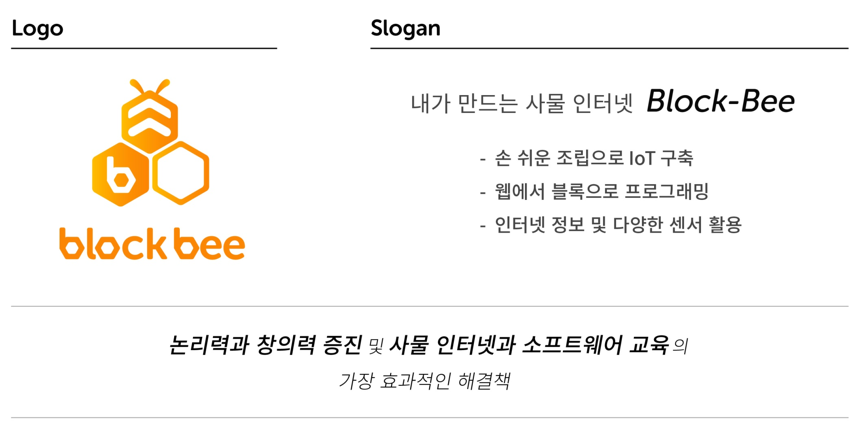 Logo
Slogan
block bee
내가 만드는 사물 인터넷 Block-Bee
- 손 쉬운 조립으로 IoT 구축
- 웹에서 블록으로 프로그래밍
- 인터넷 정보 및 다양한 센서 활용
논리력과 창의력 증진 및 사물 인터넷과 소프트웨어 교육의
가장 효과적인 해결책